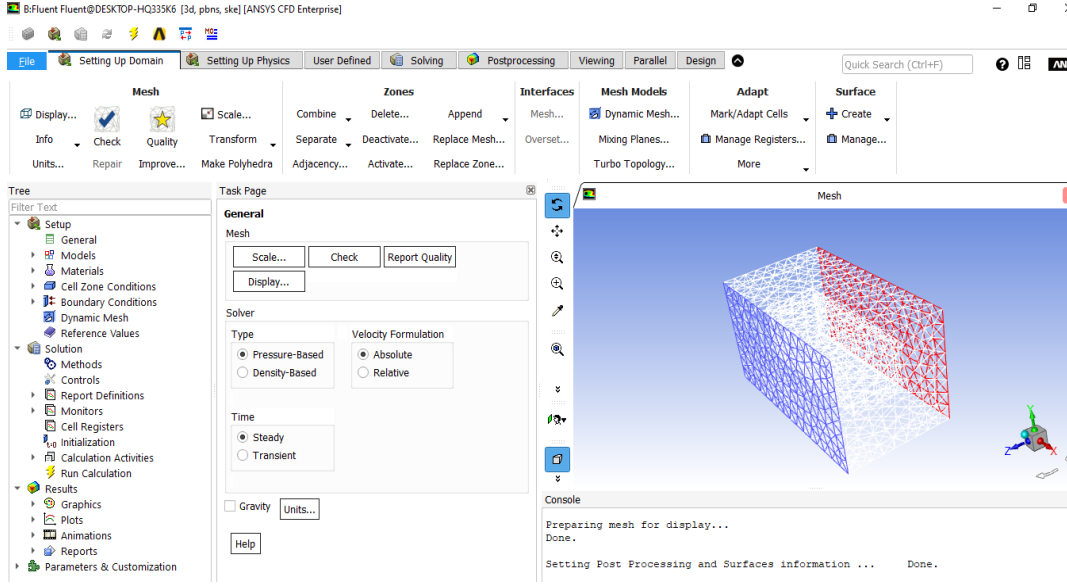 B:Fluent Fluent@DESKTOP-HQ335K6 [3d, pbns, ske] [ANSYS CFD Enterprise]
File Setting Up Domain Setting Up Physics User Defined Solving Postprocessing Viewing Parallel Design Quick Search (Ctrl+F)
Mesh Zones Interfaces Mesh Models Adapt Surface
Display... Scale... Combine Delete... Append Mesh... Dynamic Mesh... Mark/Adapt Cells Create
Info Check Quality Transform Separate Deactivate... Replace Mesh... Overset... Mixing Planes... Manage Registers... Manage...
Units... Repair Improve... Make Polyhedra Adjacency... Activate... Replace Zone... Turbo Topology... More
Tree
Filter Text
Setup
General
Models
Materials
Cell Zone Conditions
Boundary Conditions
Dynamic Mesh
Reference Values
Solution
Methods
Controls
Report Definitions
Monitors
Cell Registers
Initialization
Calculation Activities
Run Calculation
Results
Graphics
Plots
Animations
Reports
Parameters & Customization
Task Page
General
Mesh
Scale... Check Report Quality
Display...
Solver
Type Velocity Formulation
Pressure-Based Absolute
Density-Based Relative
Time
Steady
Transient
Gravity Units...
Help
Mesh
Y
Z X
Console
Preparing mesh for display...
Done.
Setting Post Processing and Surfaces information ... Done.